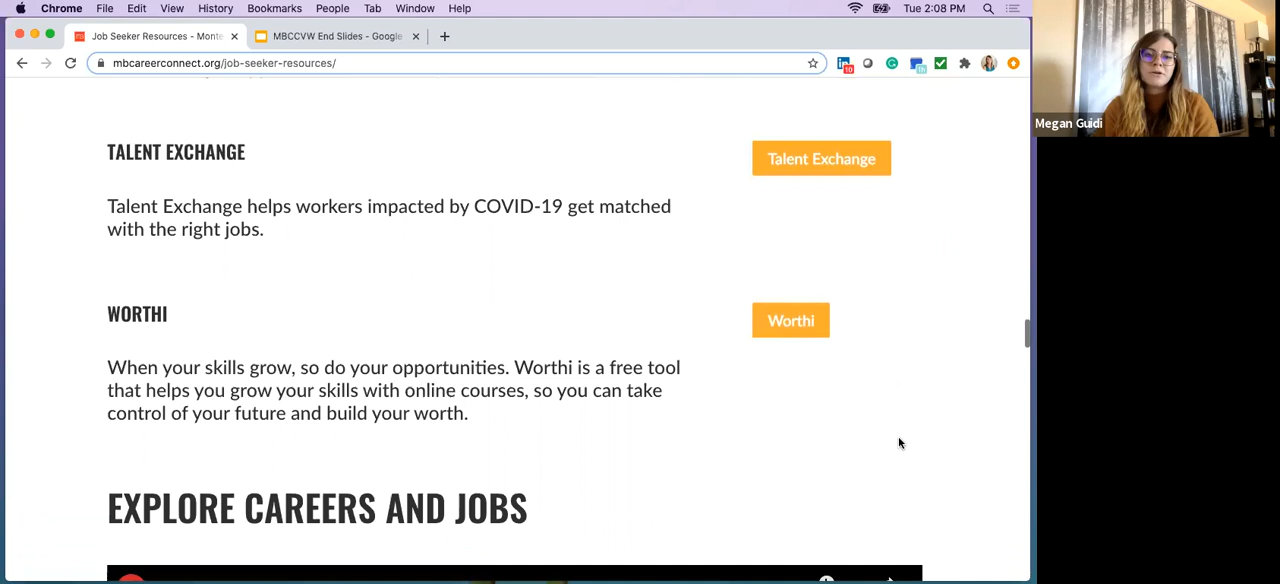 Chrome File Edit View History Bookmarks People Tab Window Help Tue 2:08 PM
Job Seeker Resources - Monte MBCCVW End Slides - Google
mbcareerconnect.org/job-seeker-resources/
10
Megan Guidi
TALENT EXCHANGE
Talent Exchange
Talent Exchange helps workers impacted by COVID-19 get matched
with the right jobs.
WORTHI
Worthi
When your skills grow, so do your opportunities. Worthi is a free tool
that helps you grow your skills with online courses, so you can take
control of your future and build your worth.
EXPLORE CAREERS AND JOBS